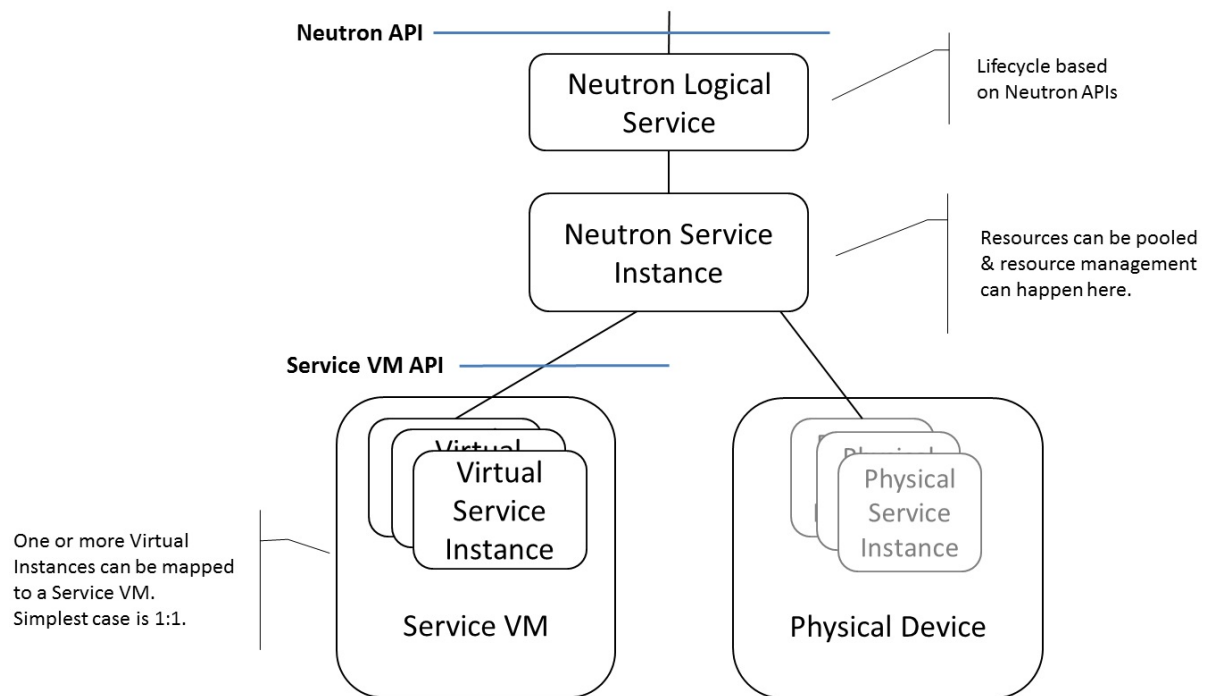 Neutron API
Neutron Logical
Service
Lifecycle based
on Neutron APIs
Neutron Service
Instance
Resources can be pooled
& resource management
can happen here.
Service VM API
Virtual
Virtual
Service
Instance
Physical
Physical
Service
Instance
One or more Virtual
Instances can be mapped
to a Service VM.
Simplest case is 1:1.
Service VM
Physical Device